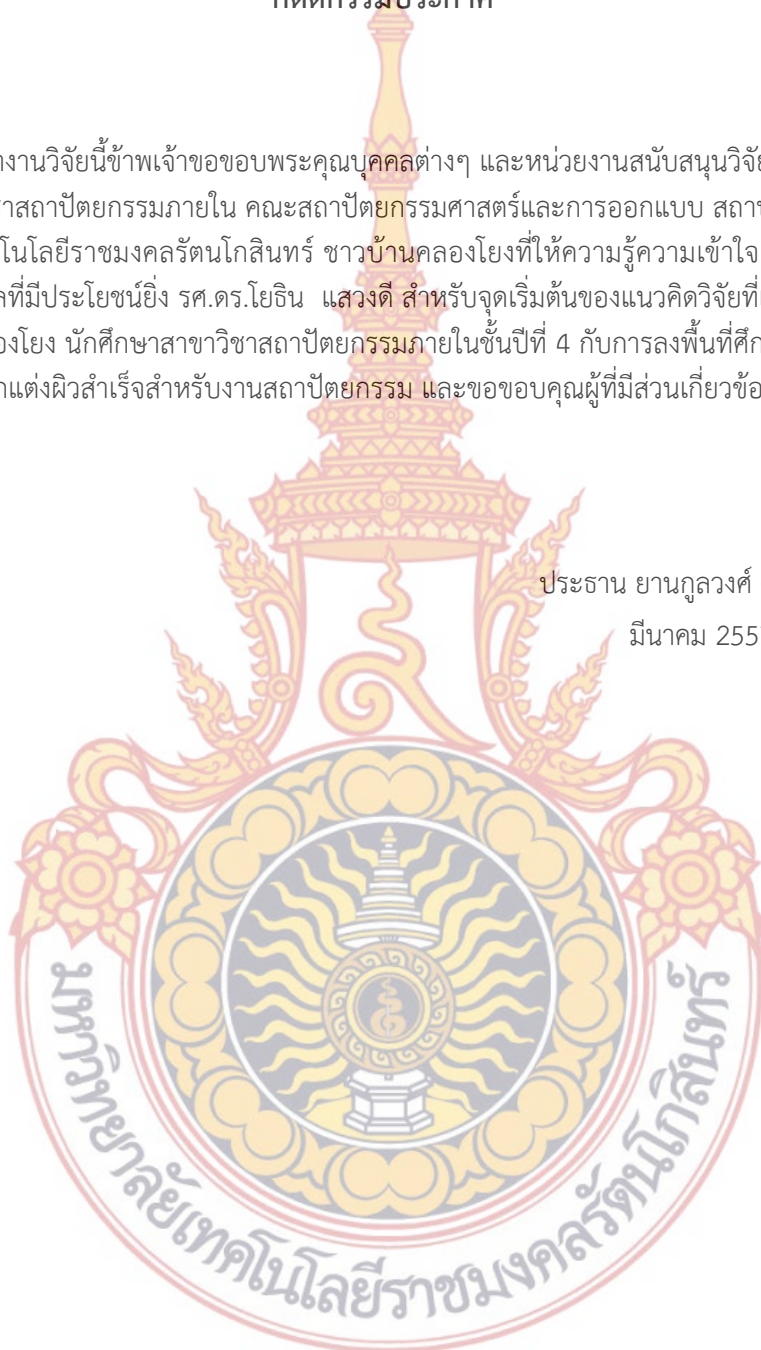 กิตติกรรมประกาศ
งานวิจัยนี้ข้าพเจ้าขอขอบพระคุณบุคคลต่างๆ และหน่วยงานสนับสนุนวิจัย
สถาปัตยกรรมภายใน คณะสถาปัตยกรรมศาสตร์และการออกแบบ
โนโลยีราชมงคลรัตนโกสินทร์ ชาวบ้านคลองโยงที่ให้ความรู้ความเข้าใจ
ที่มีประโยชน์ยิ่ง รศ.ดร.โยธิน แสวงดี สำหรับจุดเริ่มต้นของแนวคิดวิจัยที่
องโยง นักศึกษาสาขาวิชาสถาปัตยกรรมภายในชั้นปีที่ 4 กับการลงพื้นที่ศึก
แต่งผิวสำเร็จสำหรับงานสถาปัตยกรรม และขอขอบคุณผู้ที่มีส่วนเกี่ยวข้อ
ประธาน ยานกูลวงศ์
มีนาคม 255
มหาวิทยาลัยเทคโนโลยีราชมงคลรัตนโกสินทร์